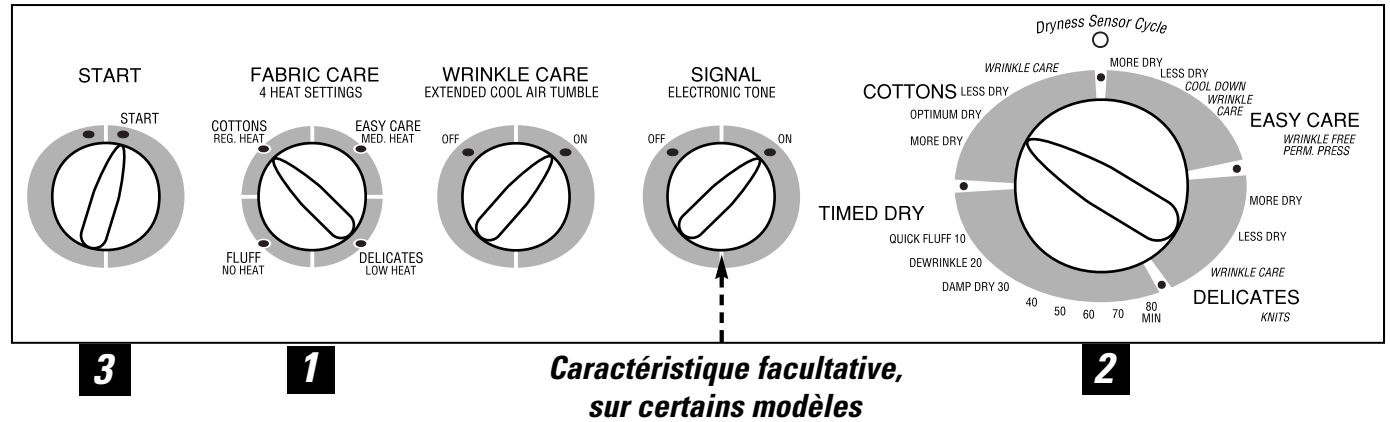 START
START
FABRIC CARE
4 HEAT SETTINGS
COTTONS
REG. HEAT
EASY CARE
MED. HEAT
FLUFF
NO HEAT
DELICATES
LOW HEAT
WRINKLE CARE
EXTENDED COOL AIR TUMBLE
OFF
ON
SIGNAL
ELECTRONIC TONE
OFF
ON
Dryness Sensor Cycle
WRINKLE CARE
COTTONS LESS DRY
OPTIMUM DRY
MORE DRY
MORE DRY
LESS DRY
COOL DOWN
WRINKLE
CARE
EASY CARE
WRINKLE FREE
PERM. PRESS
MORE DRY
LESS DRY
WRINKLE CARE
DELICATES
KNITS
TIMED DRY
QUICK FLUFF 10
DEWRINKLE 20
DAMP DRY 30
40
50
60
70
80
MIN
3
1
Caractéristique facultative,
sur certains modèles
2